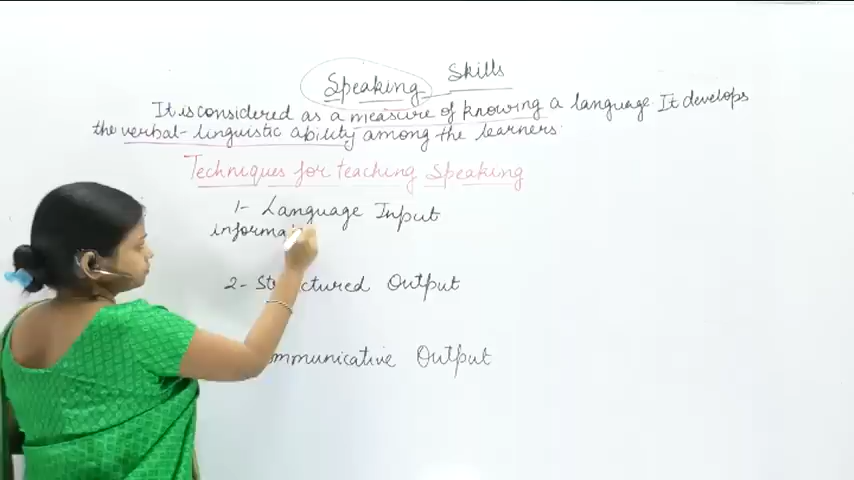 Speaking Skills
It is considered as a measure of knowing a language. It develops
the verbal-linguistic ability among the learners.
Techniques for teaching Speaking
1- Language Input
informa
2- Structured Output
Communicative Output